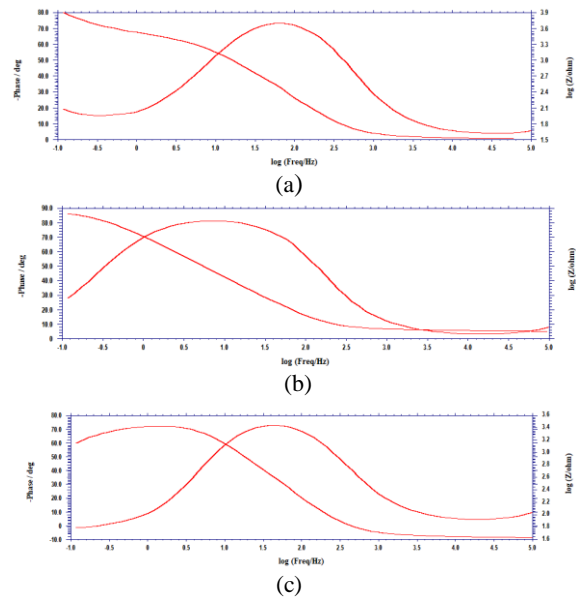 80.0 3.9
70.0 3.6
60.0 3.3
50.0 3.0
40.0 2.7
30.0 2.4
20.0 2.1
10.0 1.8
0 1.5
-Phase / deg
log (Z/ohm)
-1.0 -0.5 0 0.5 1.0 1.5 2.0 2.5 3.0 3.5 4.0 4.5 5.0
log (Freq/Hz)
(a)
90.0
80.0
70.0
60.0
50.0
40.0
30.0
20.0
10.0
0
-Phase / deg
log (Z/ohm)
-1.0 -0.5 0 0.5 1.0 1.5 2.0 2.5 3.0 3.5 4.0 4.5 5.0
log (Freq/Hz)
(b)
80.0 3.6
70.0 3.4
60.0 3.2
50.0 3.0
40.0 2.8
30.0 2.6
20.0 2.4
10.0 2.2
0 2.0
-10.0 1.8
1.6
-Phase / deg
log (Z/ohm)
-1.0 -0.5 0 0.5 1.0 1.5 2.0 2.5 3.0 3.5 4.0 4.5 5.0
log (Freq/Hz)
(c)